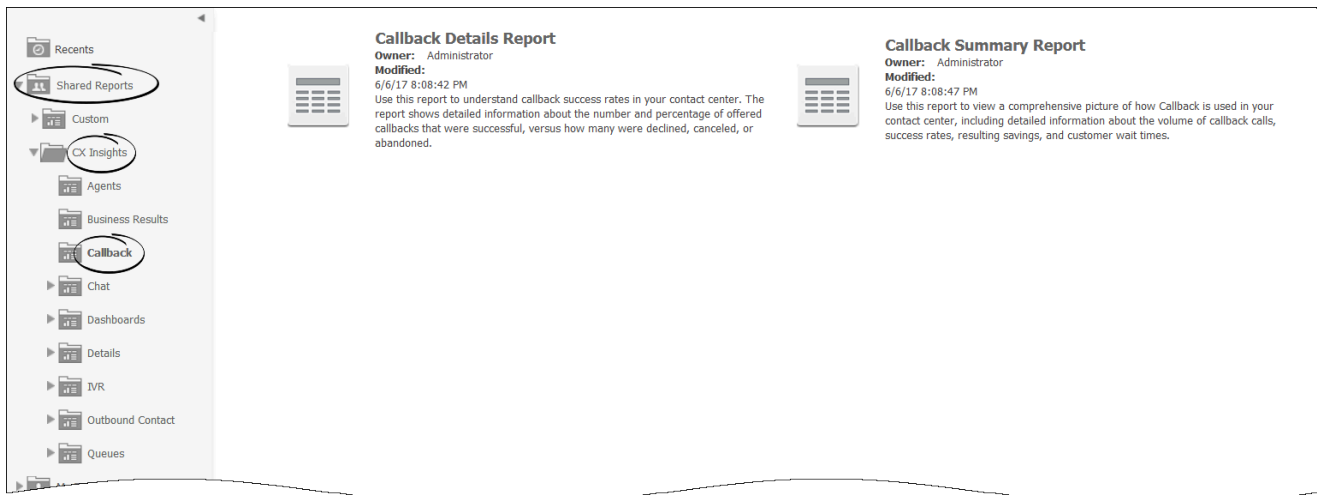 Recents
Shared Reports
Custom
CX Insights
Agents
Business Results
Callback
Chat
Dashboards
Details
IVR
Outbound Contact
Queues
Callback Details Report
Owner: Administrator
Modified:
6/6/17 8:08:42 PM
Use this report to understand callback success rates in your contact center. The
report shows detailed information about the number and percentage of offered
callbacks that were successful, versus how many were declined, canceled, or
abandoned.
Callback Summary Report
Owner: Administrator
Modified:
6/6/17 8:08:47 PM
Use this report to view a comprehensive picture of how Callback is used in your
contact center, including detailed information about the volume of callback calls,
success rates, resulting savings, and customer wait times.